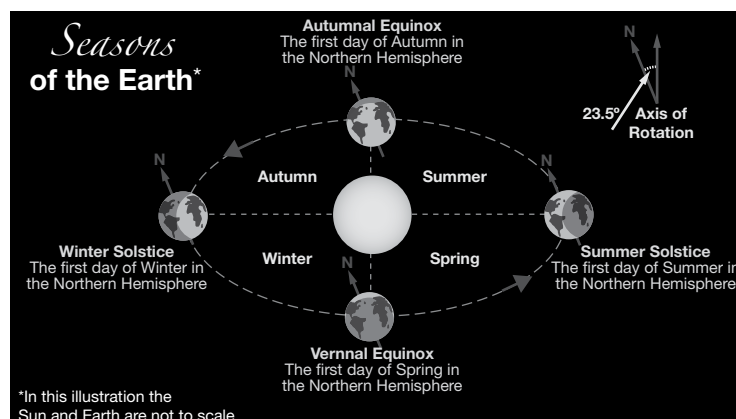 Seasons
of the Earth*
Autumnal Equinox
The first day of Autumn in
the Northern Hemisphere
N
N
23.5º
Axis of
Rotation
N
N
Autumn
Summer
Winter Solstice
The first day of Winter in
the Northern Hemisphere
Winter
Spring
Summer Solstice
The first day of Summer in
the Northern Hemisphere
N
Vernnal Equinox
The first day of Spring in
the Northern Hemisphere
*In this illustration the
Sun and Earth are not to scale